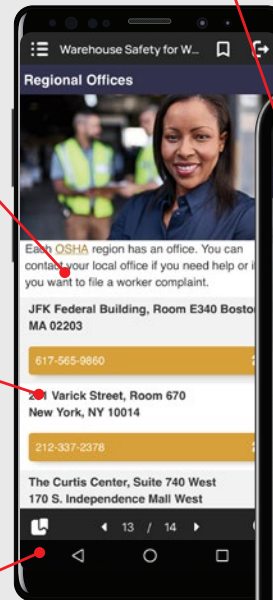 Warehouse Safety for W...
Regional Offices
Each OSHA region has an office. You can
contact your local office if you need help or
you want to file a worker complaint.
JFK Federal Building, Room E340
MA 02203
617-565-9860
Varick Street, Room 670
New York, NY 10014
212-337-2378
The Curtis Center, Suite 740 West
170 S. Independence Mall West
13 / 14